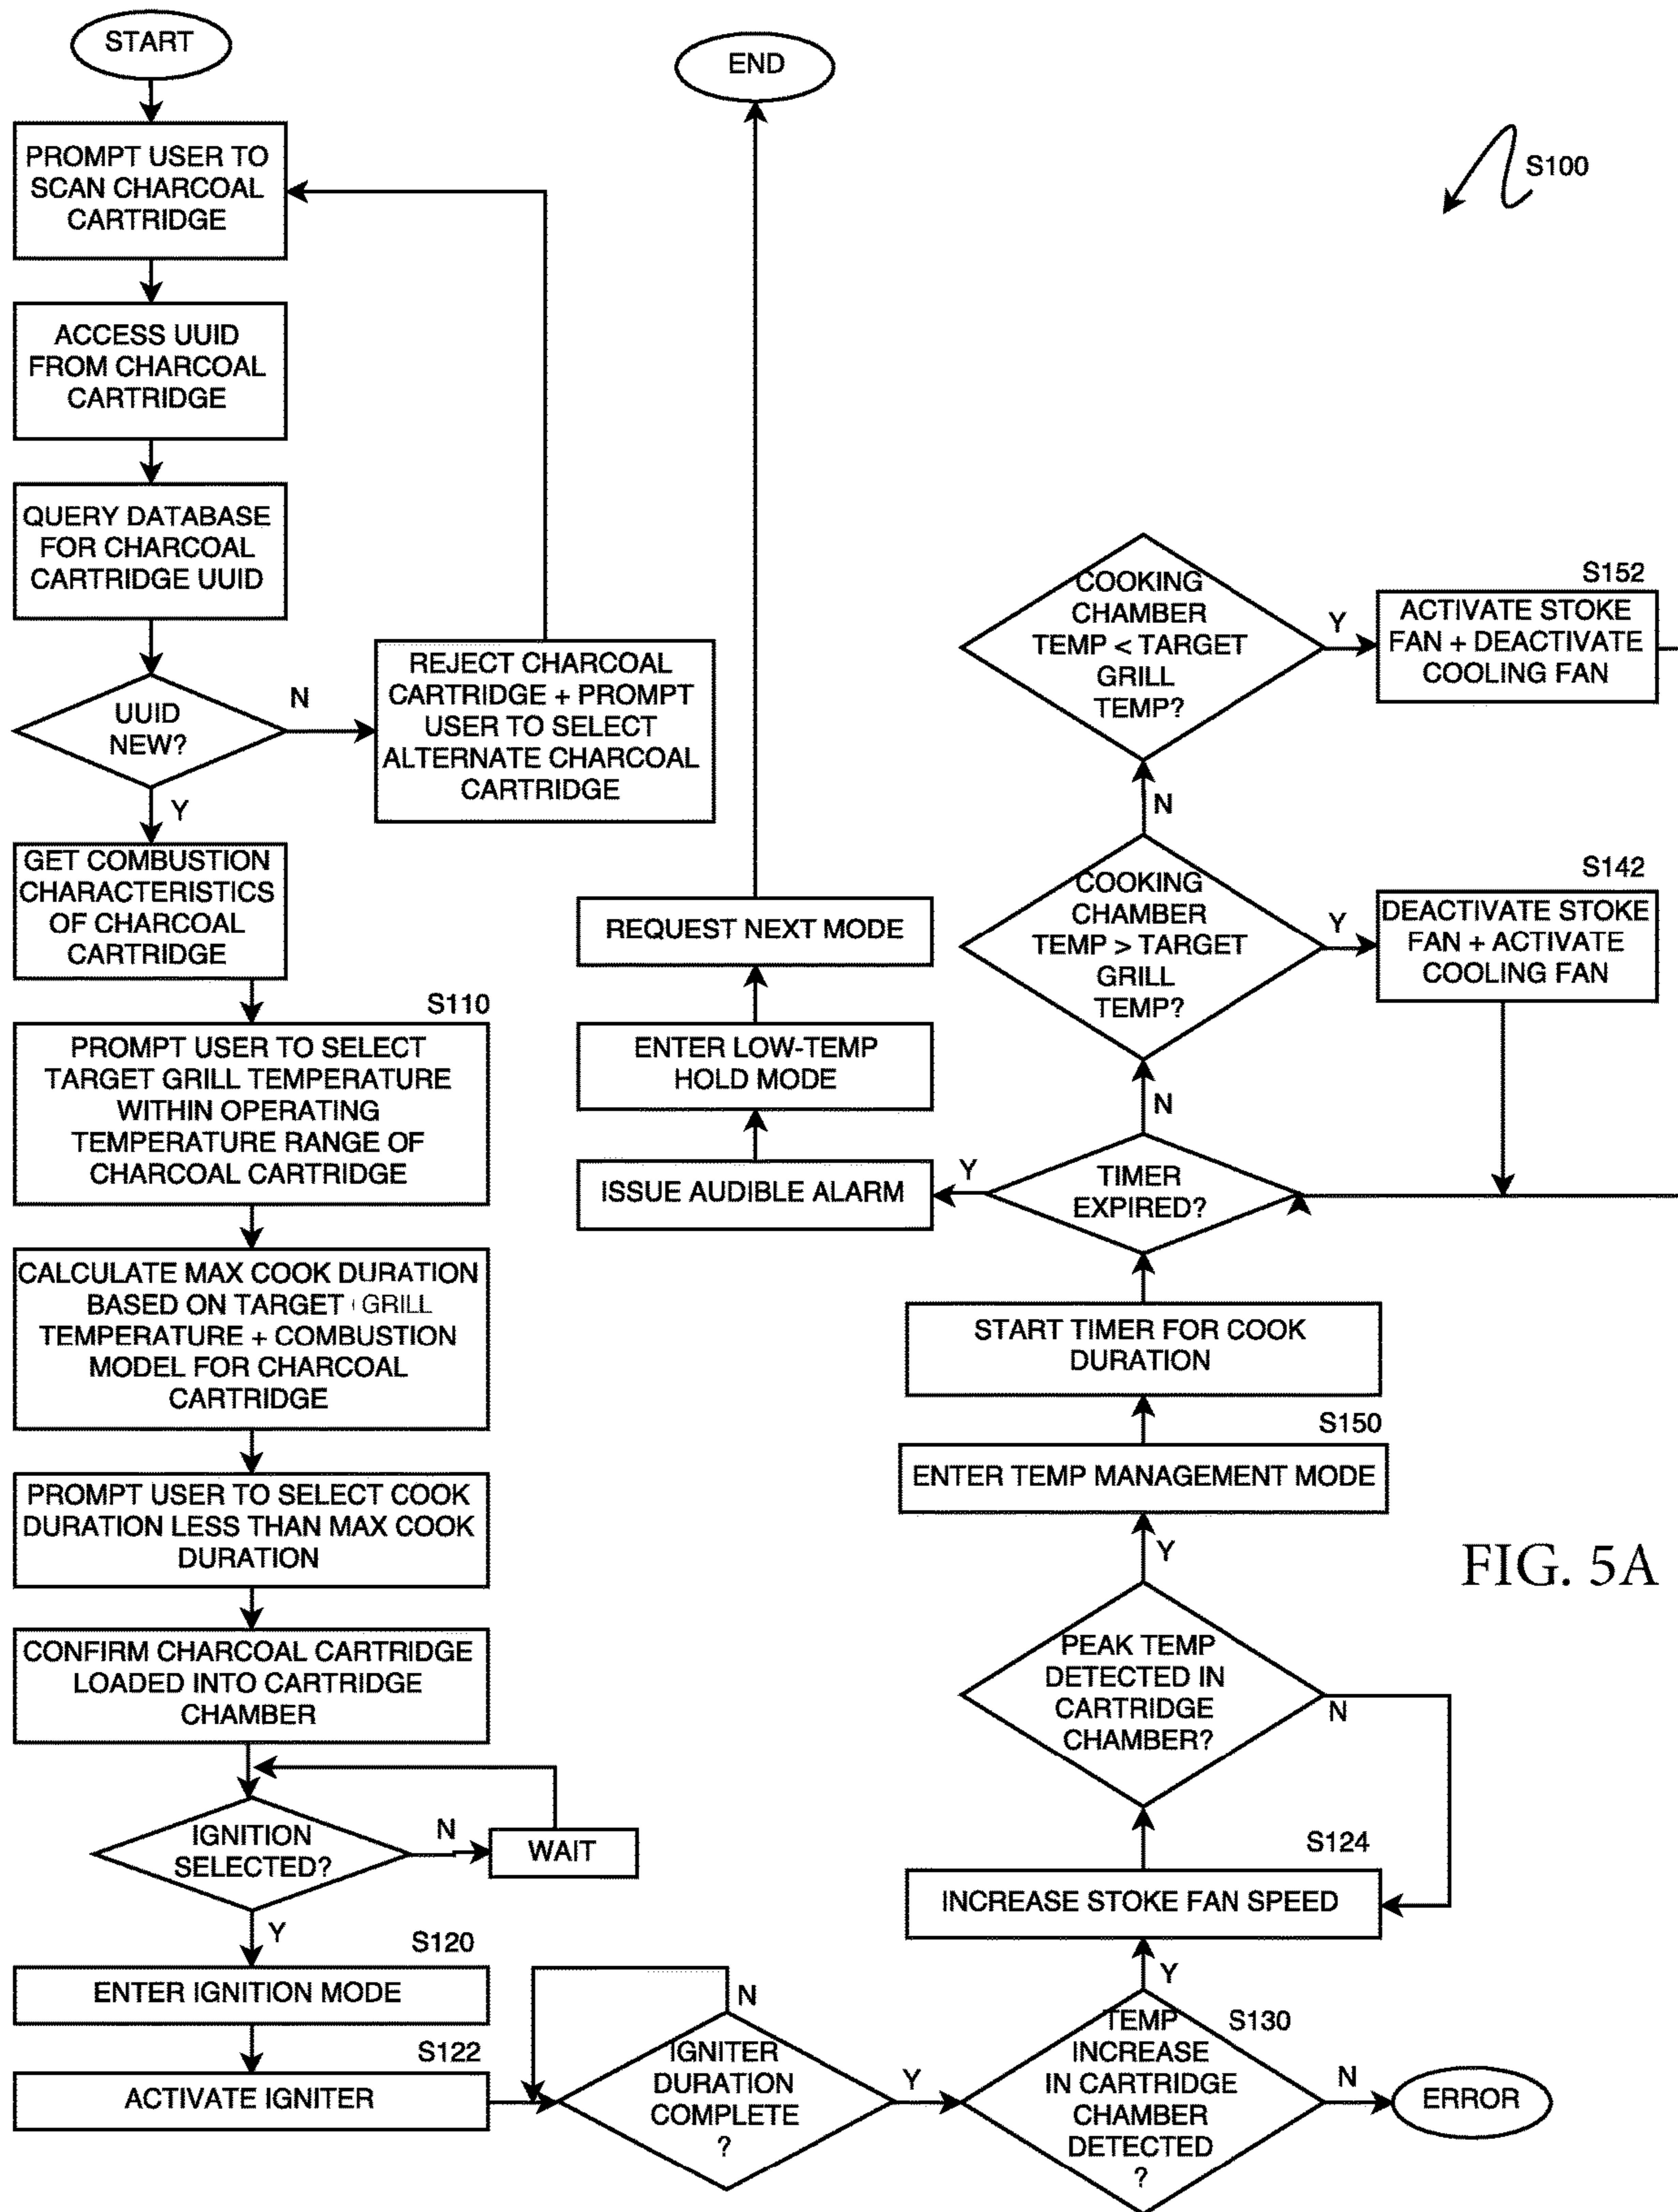 START
PROMPT USER TO
SCAN CHARCOAL
CARTRIDGE
ACCESS UUID
FROM CHARCOAL
CARTRIDGE
QUERY DATABASE
FOR CHARCOAL
CARTRIDGE UUID
UUID
NEW?
N
REJECT CHARCOAL
CARTRIDGE + PROMPT
USER TO SELECT
ALTERNATE CHARCOAL
CARTRIDGE
Y
GET COMBUSTION
CHARACTERISTICS
OF CHARCOAL
CARTRIDGE
S110
PROMPT USER TO SELECT
TARGET GRILL TEMPERATURE
WITHIN OPERATING
TEMPERATURE RANGE OF
CHARCOAL CARTRIDGE
CALCULATE MAX COOK DURATION
BASED ON TARGET GRILL
TEMPERATURE + COMBUSTION
MODEL FOR CHARCOAL
CARTRIDGE
PROMPT USER TO SELECT COOK
DURATION LESS THAN MAX COOK
DURATION
CONFIRM CHARCOAL CARTRIDGE
LOADED INTO CARTRIDGE
CHAMBER
IGNITION
SELECTED?
N
WAIT
Y
S120
ENTER IGNITION MODE
S122
ACTIVATE IGNITER
IGNITER
DURATION
COMPLETE
?
N
Y
TEMP
INCREASE
IN CARTRIDGE
CHAMBER
DETECTED
?
S130
N
ERROR
Y
S124
INCREASE STOKE FAN SPEED
PEAK TEMP
DETECTED IN
CARTRIDGE
CHAMBER?
N
Y
S150
ENTER TEMP MANAGEMENT MODE
START TIMER FOR COOK
DURATION
TIMER
EXPIRED?
Y
ISSUE AUDIBLE ALARM
ENTER LOW-TEMP
HOLD MODE
REQUEST NEXT MODE
END
N
COOKING
CHAMBER
TEMP > TARGET
GRILL
TEMP?
Y
S142
DEACTIVATE STOKE
FAN + ACTIVATE
COOLING FAN
N
COOKING
CHAMBER
TEMP < TARGET
GRILL
TEMP?
Y
S152
ACTIVATE STOKE
FAN + DEACTIVATE
COOLING FAN
S100
FIG. 5A